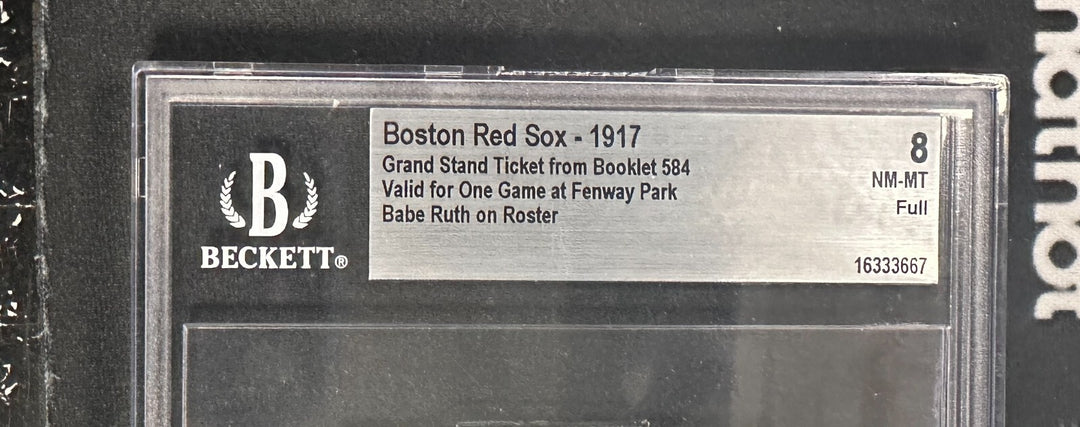 B
BECKETT®
Boston Red Sox - 1917
Grand Stand Ticket from Booklet 584
Valid for One Game at Fenway Park
Babe Ruth on Roster
8
NM-MT
Full
16333667